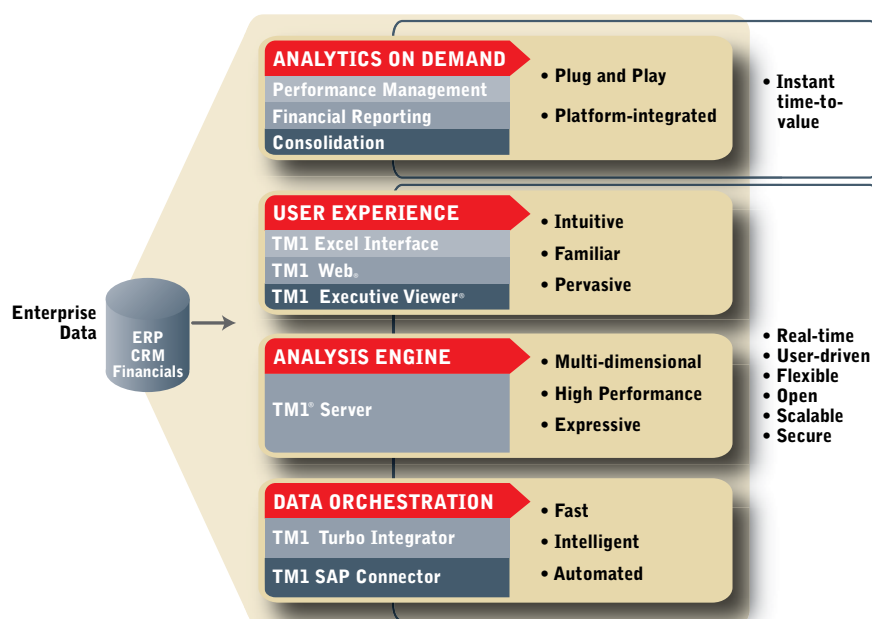 Enterprise
Data
ERP
CRM
Financials
ANALYTICS ON DEMAND
Performance Management
Financial Reporting
Consolidation
• Plug and Play
• Platform-integrated
• Instant
time-to-
value
USER EXPERIENCE
TM1 Excel Interface
TM1 Web®
TM1 Executive Viewer®
• Intuitive
• Familiar
• Pervasive
ANALYSIS ENGINE
TM1® Server
• Multi-dimensional
• High Performance
• Expressive
• Real-time
• User-driven
• Flexible
• Open
• Scalable
• Secure
DATA ORCHESTRATION
TM1 Turbo Integrator
TM1 SAP Connector
• Fast
• Intelligent
• Automated